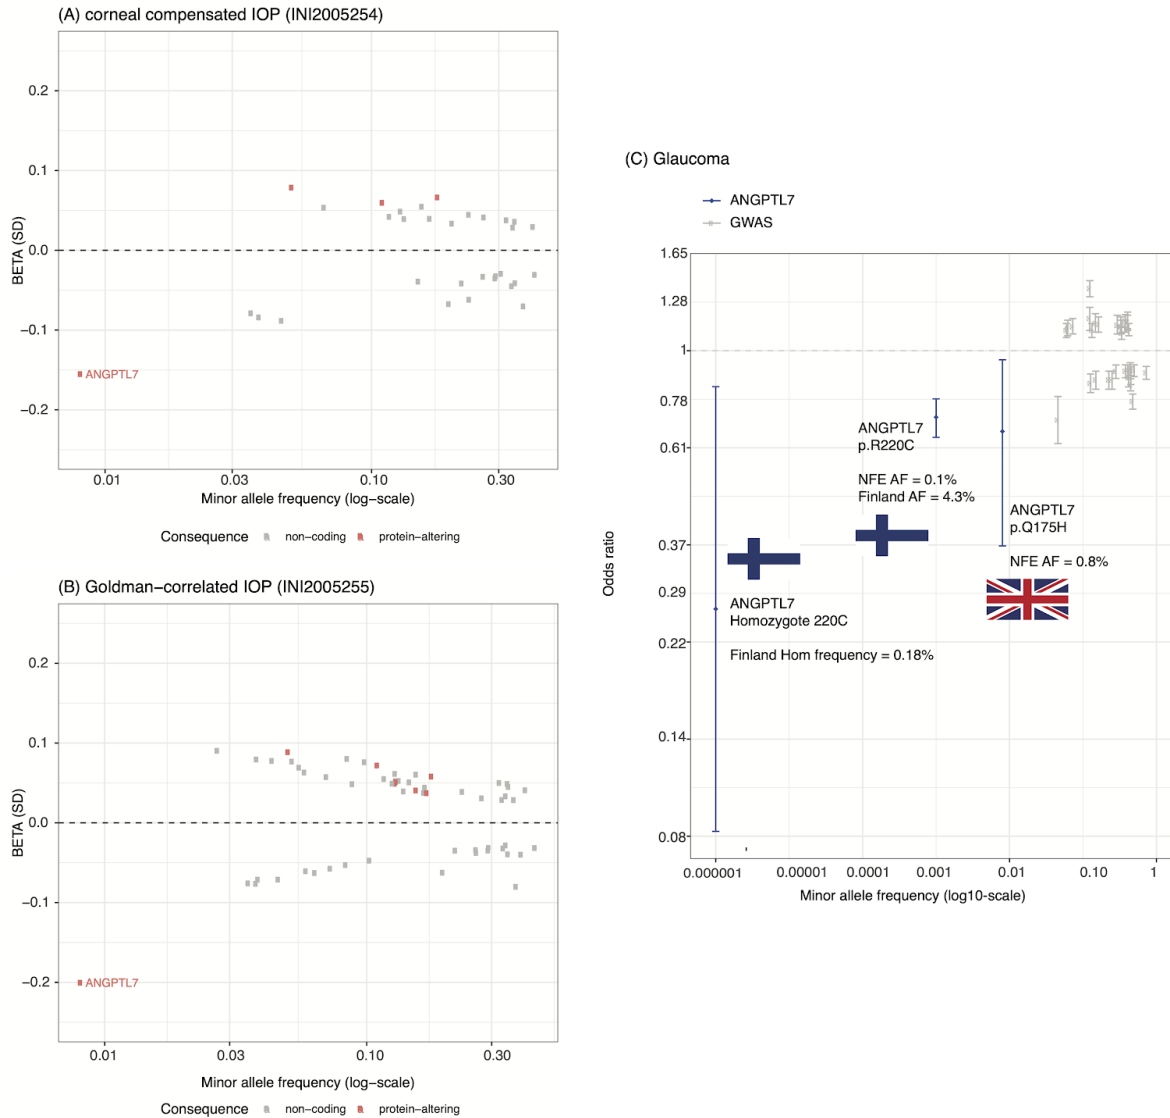 (A) corneal compensated IOP (INI2005254)
0.2
0.1
0.0
−0.1
−0.2
BETA (SD)
ANGPTL7
0.01
0.03
0.10
0.30
Minor allele frequency (log−scale)
Consequence
non−coding
protein−altering
(B) Goldman-correlated IOP (INI2005255)
0.2
0.1
0.0
−0.1
−0.2
BETA (SD)
ANGPTL7
0.01
0.03
0.10
0.30
Minor allele frequency (log−scale)
Consequence
non−coding
protein−altering
(C) Glaucoma
ANGPTL7
GWAS
1.65
1.28
1
0.78
0.61
0.37
0.29
0.22
0.14
0.08
Odds ratio
ANGPTL7
p.R220C
NFE AF = 0.1%
Finland AF = 4.3%
ANGPTL7
p.Q175H
NFE AF = 0.8%
ANGPTL7
Homozygote 220C
Finland Hom frequency = 0.18%
0.000001
0.00001
0.0001
0.001
0.01
0.10
1
Minor allele frequency (log10-scale)